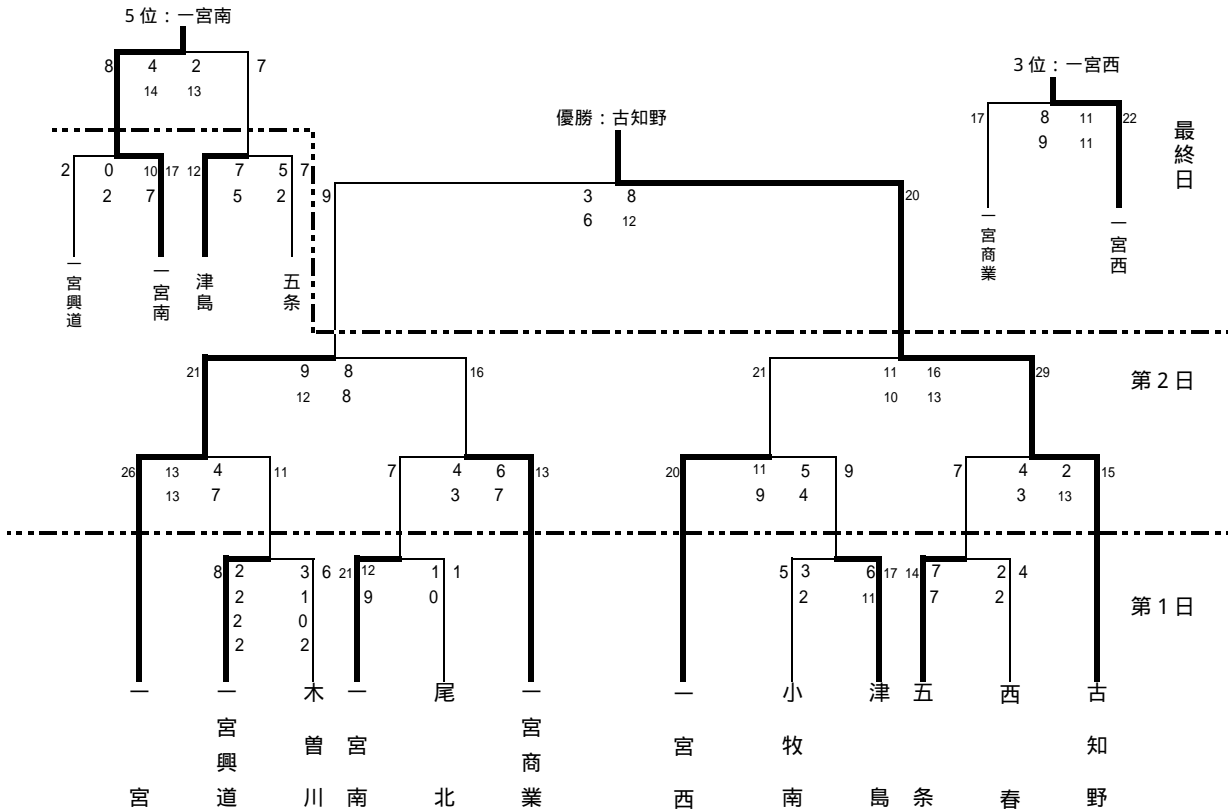 5位：一宮南
8 4 2 7
14 13
3位：一宮西
17 8 11 22
9 11
優勝：古知野
最終日
2 0 10 17 12 7 5 7
2 7 5 2
9 3 8 20
6 12
一宮興道
一宮南
津島
五条
一宮商業
一宮西
21 9 8 16
12 8
21 11 16 29
10 13
第2日
26 13 4 11
13 7
7 4 6 13
3 7
20 11 5 9
9 4
7 4 2 15
3 13
8 2 3 6
2 1
2 0
2 2
21 12 1 1
9 0
5 3 6 17
2 11
14 7 2 4
7 2
第1日
一宮
一宮興道
木曽川
一宮南
尾北
一宮商業
一宮西
小牧南
津島
五条
西春
古知野